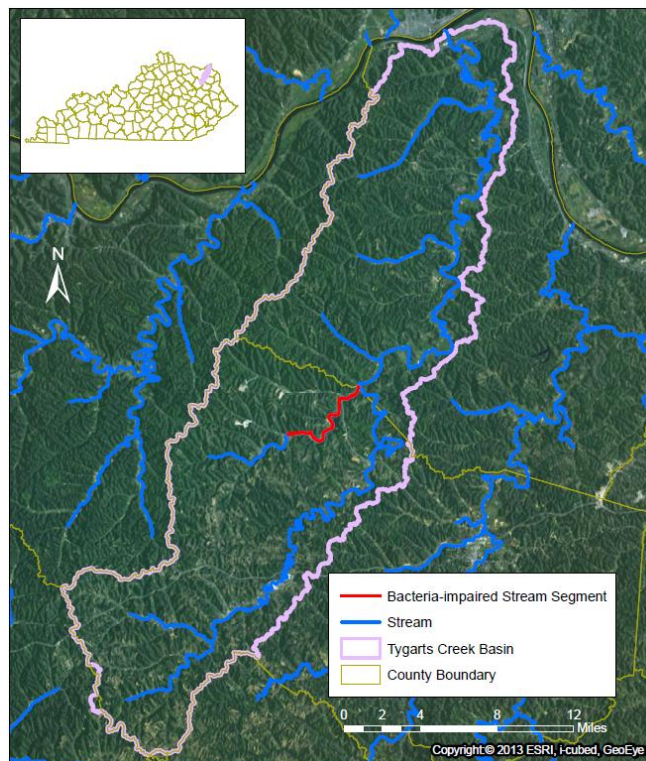 N
Bacteria-impaired Stream Segment
Stream
Tygarts Creek Basin
County Boundary
0 2 4 8 12
Miles
Copyright:© 2013 ESRI, i-cubed, GeoEye